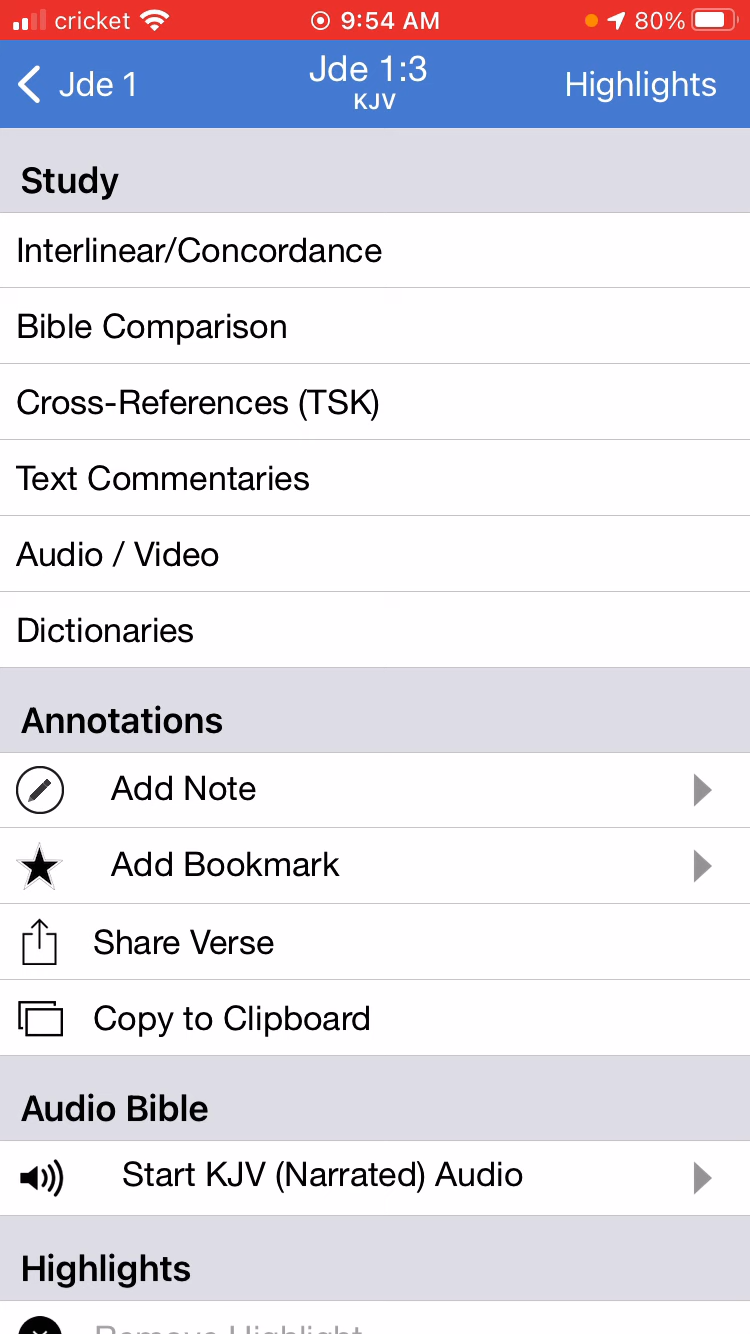 cricket 9:54 AM 80%
Jde 1 Jde 1:3 Highlights
KJV
Study
Interlinear/Concordance
Bible Comparison
Cross-References (TSK)
Text Commentaries
Audio / Video
Dictionaries
Annotations
Add Note
Add Bookmark
Share Verse
Copy to Clipboard
Audio Bible
Start KJV (Narrated) Audio
Highlights
Remove Highlight